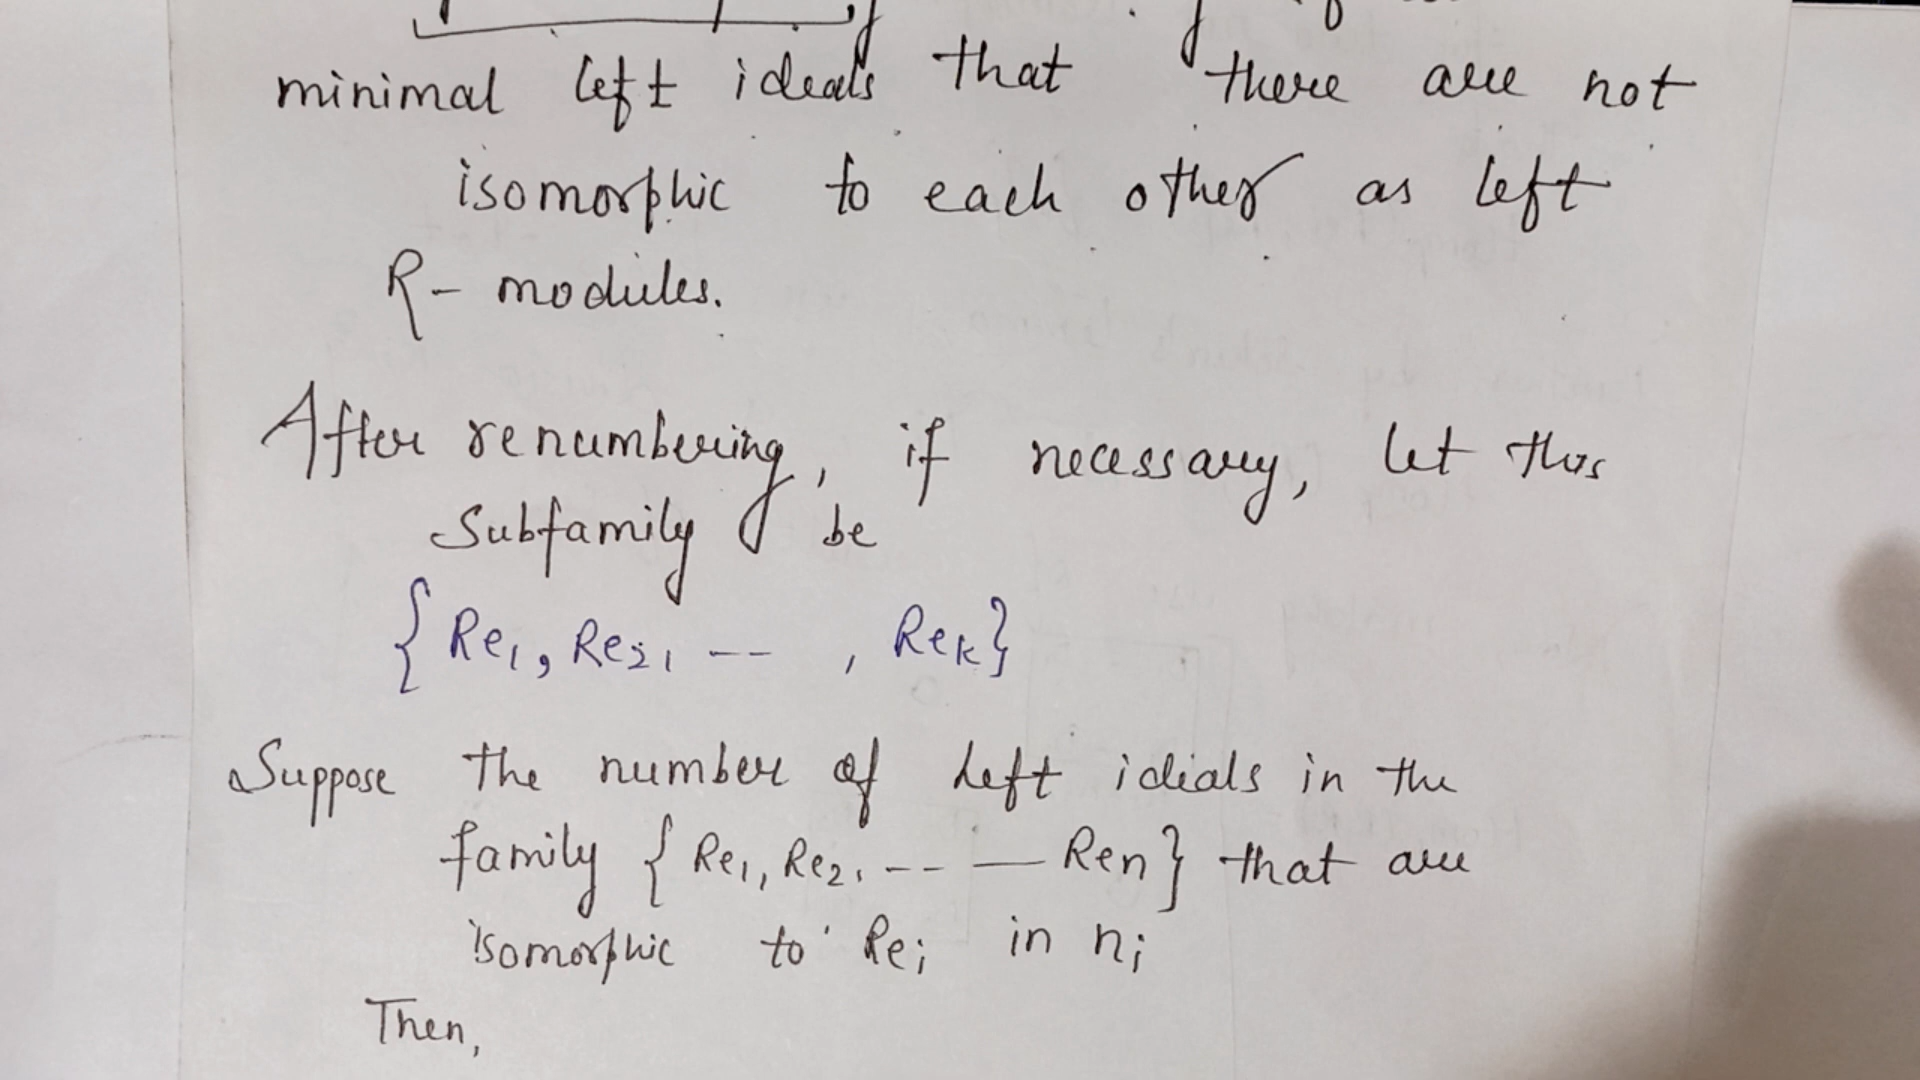 minimal left ideals that there are not
isomorphic to each other as left
R- modules.
After renumbering, if necessary, let this
Subfamily be
{Re1, Re2, -- , Rek}
Suppose the number of left idials in the
family {Re1, Re2, -- — Ren} that are
isomorphic to Rei in ni
Then,